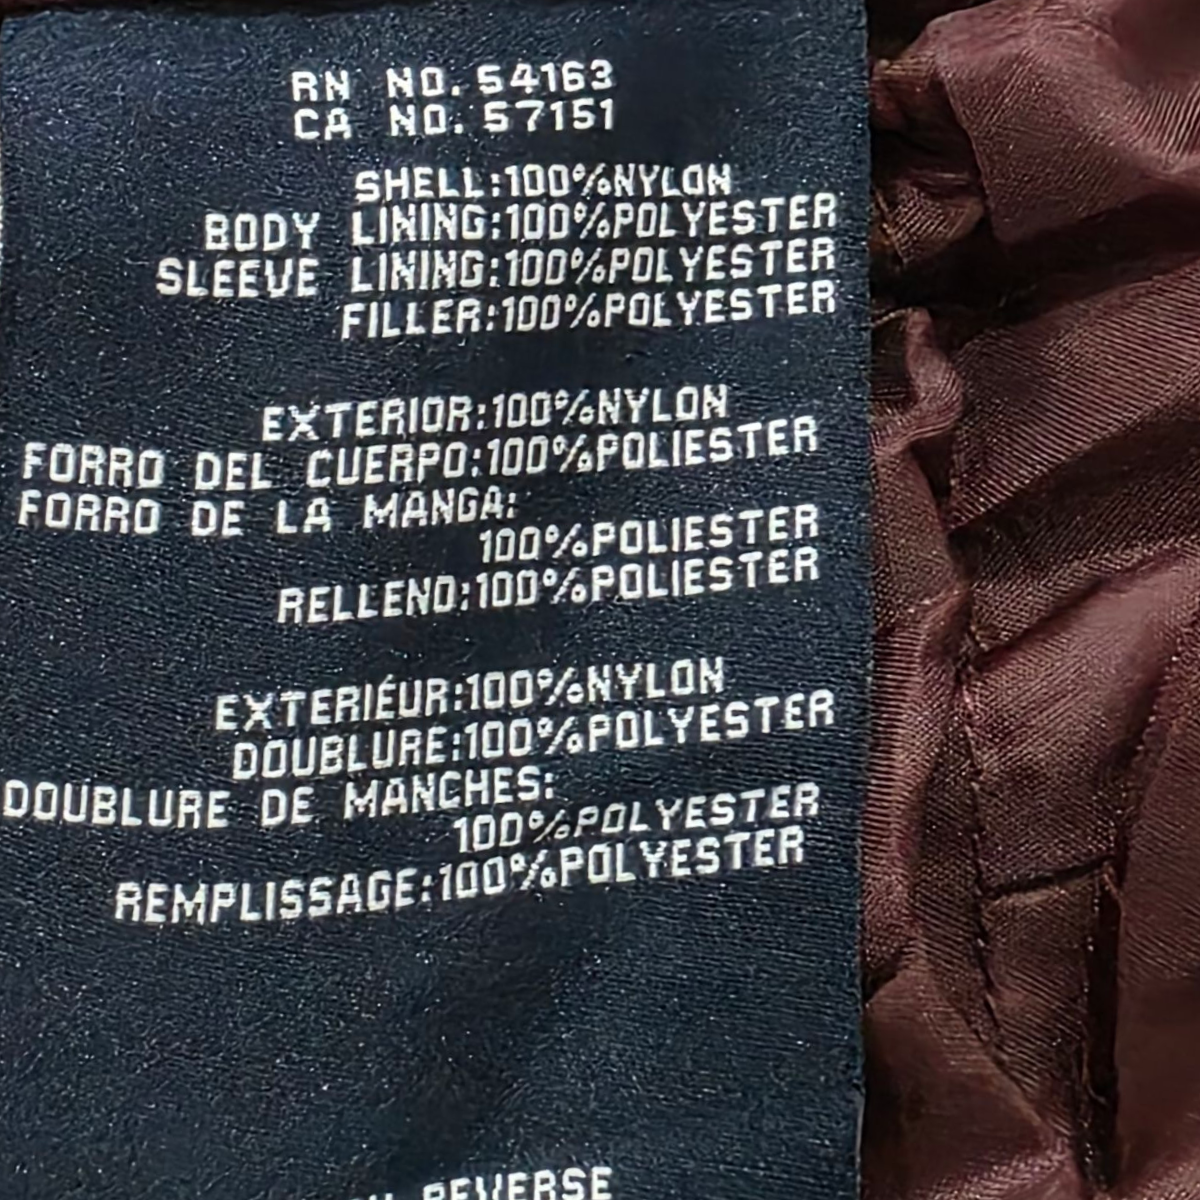 RN NO. 54163
CA NO. 57151
SHELL:100%NYLON
BODY LINING:100%POLYESTER
SLEEVE LINING:100%POLYESTER
FILLER:100%POLYESTER
EXTERIOR:100%NYLON
FORRO DEL CUERPO:100%POLIESTER
FORRO DE LA MANGA:
100%POLIESTER
RELLENO:100%POLIESTER
EXTERIÉUR:100%NYLON
DOUBLURE:100%POLYESTER
DOUBLURE DE MANCHES:
100%POLYESTER
REMPLISSAGE:100%POLYESTER
REVERSE